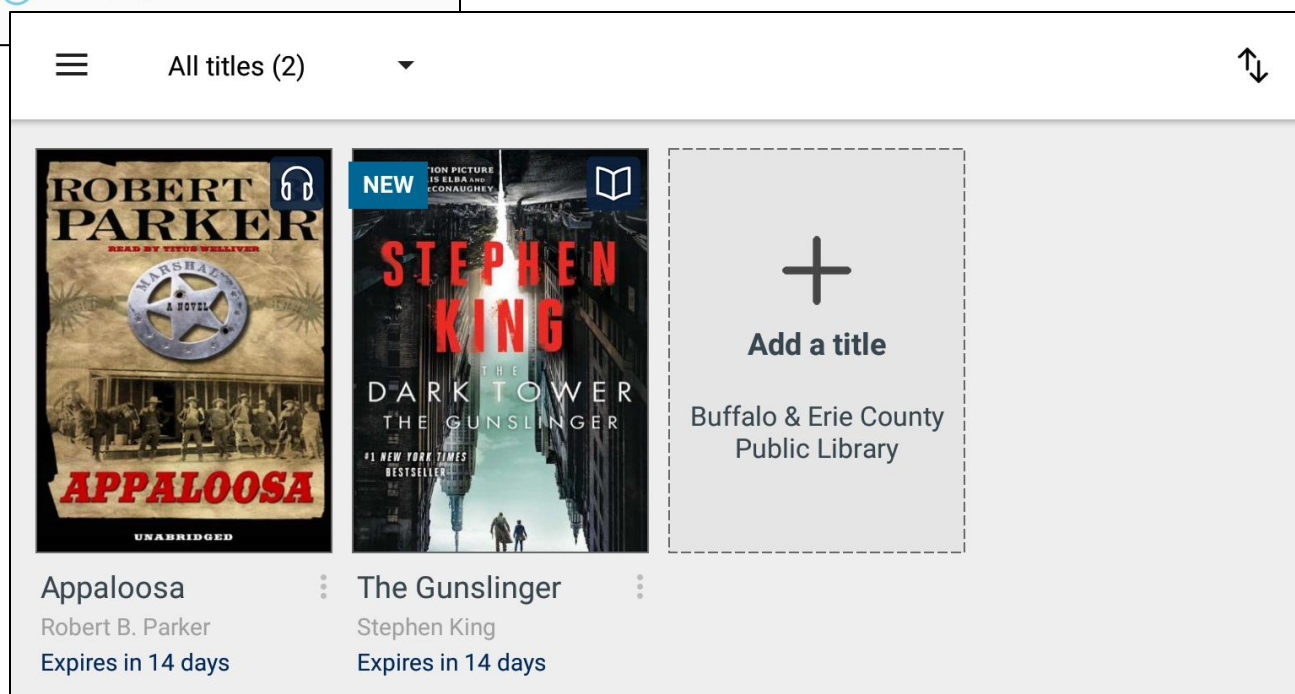 All titles (2)
ROBERT
PARKER
READ BY TITUS WELLIVER
MARSHAL
A NOVEL
APPALOOSA
UNABRIDGED
Appaloosa
Robert B. Parker
Expires in 14 days
NEW
ION PICTURE
IS ELBA AND
CCONAUGHEY
STEPHEN
KING
THE
DARK TOWER
THE GUNSLINGER
#1 NEW YORK TIMES
BESTSELLER
The Gunslinger
Stephen King
Expires in 14 days
Add a title
Buffalo & Erie County
Public Library